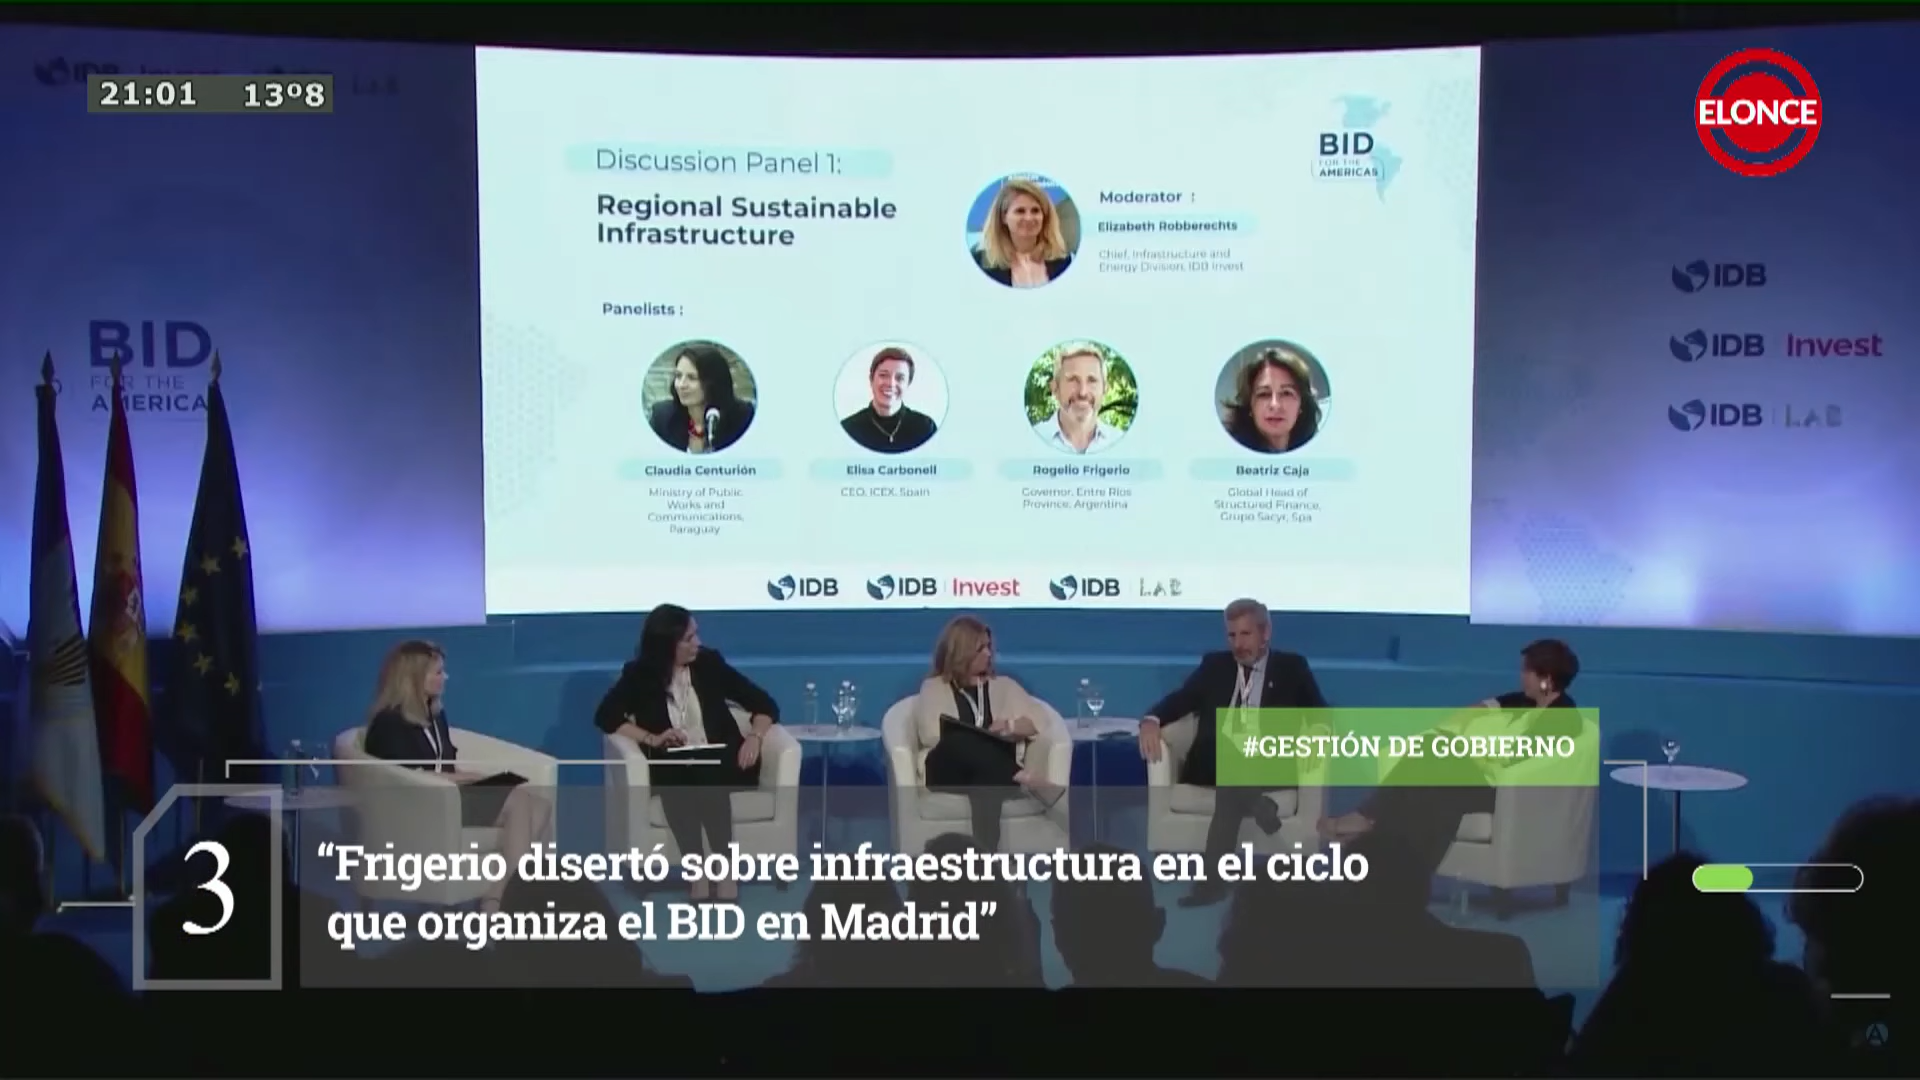 21:01 13º8
ELONCE
Discussion Panel 1:
Regional Sustainable
Infrastructure
BID
FOR THE
AMERICAS
Moderator :
Elizabeth Robberechts
Chief, Infrastructure and
Energy Division, IDB Invest
Panelists :
Claudia Centurión
Ministry of Public
Works and
Communications,
Paraguay
Elisa Carbonell
CEO, ICEX, Spain
Rogelio Frigerio
Governor, Entre Rios
Province, Argentina
Beatriz Caja
Global Head of
Structured Finance,
Grupo Sacyr, Spa
IDB IDB Invest IDB LAB
BID
FOR THE
AMERICA
IDB
IDB Invest
IDB LAB
#GESTIÓN DE GOBIERNO
3
“Frigerio disertó sobre infraestructura en el ciclo
que organiza el BID en Madrid”